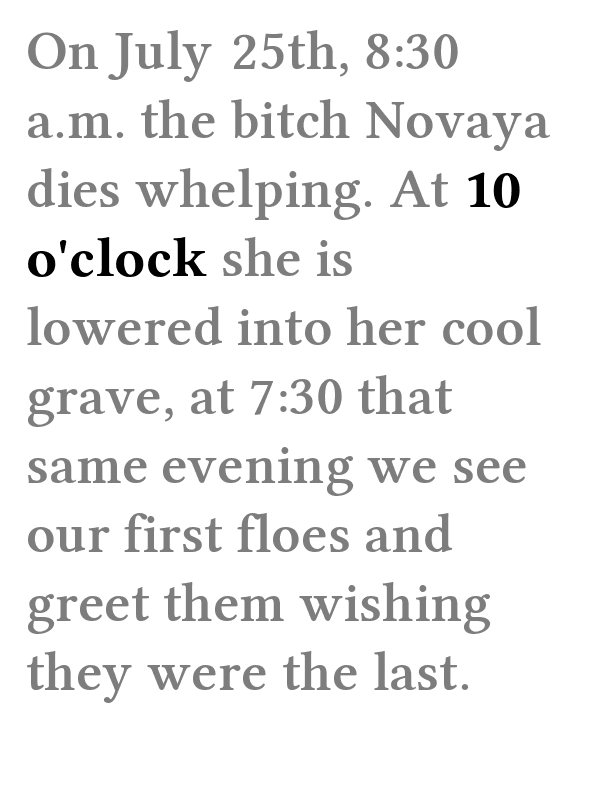 On July 25th, 8:30
a.m. the bitch Novaya
dies whelping. At 10
o'clock she is
lowered into her cool
grave, at 7:30 that
same evening we see
our first floes and
greet them wishing
they were the last.